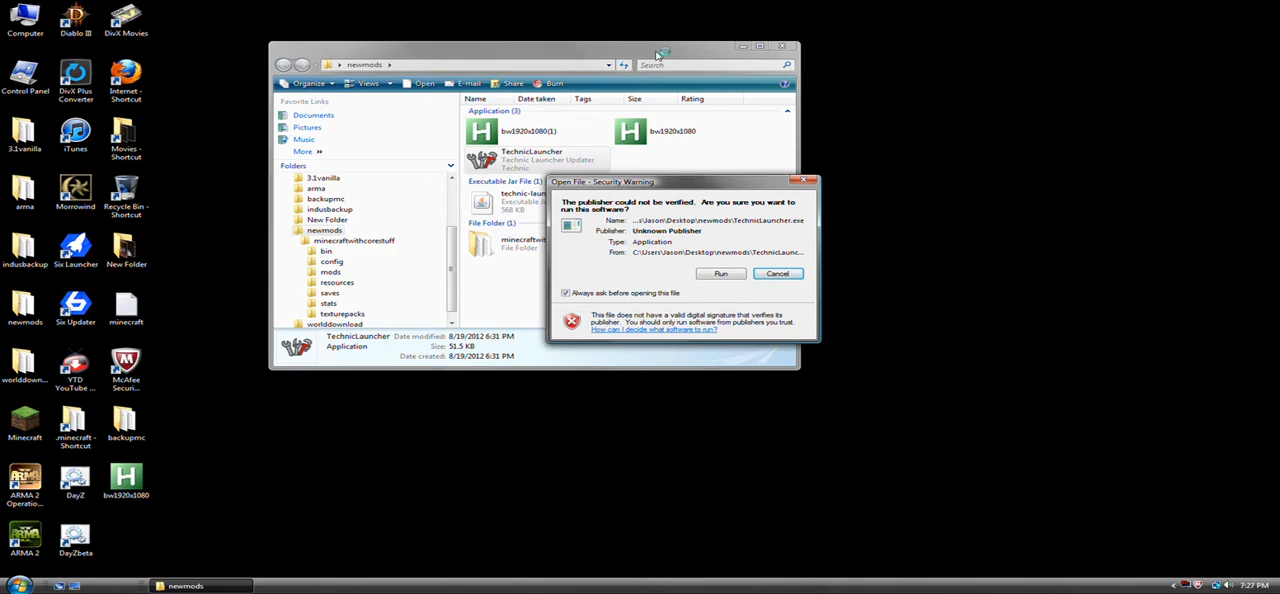 Computer
Diablo III
DivX Movies
Control Panel
DivX Plus
Converter
Internet -
Shortcut
3.1vanilla
iTunes
Movies -
Shortcut
arma
Morrowind
Recycle Bin -
Shortcut
indusbackup
Six Launcher
New Folder
newmods
Six Updater
minecraft
worlddown...
YTD
YouTube ...
McAfee
Securi...
Minecraft
.minecraft -
Shortcut
backupmc
ARMA 2
Operatio...
DayZ
bw1920x1080
ARMA 2
DayZbeta
newmods
Search
Organize
Views
Open
E-mail
Share
Burn
Favorite Links
Documents
Pictures
Music
More »
Folders
3.1vanilla
arma
backupmc
indusbackup
New Folder
newmods
minecraftwithcorestuff
bin
config
mods
resources
saves
stats
texturepacks
worlddownload
Name
Date taken
Tags
Size
Rating
Application (3)
bw1920x1080(1)
bw1920x1080
TechnicLauncher
Technic Launcher Updater
Technic
Executable Jar File (1)
technic-laun
Executable J
568 KB
File Folder (1)
minecraftwit
File Folder
TechnicLauncher
Date modified: 8/19/2012 6:31 PM
Application
Size: 51.5 KB
Date created: 8/19/2012 6:31 PM
Open File - Security Warning
The publisher could not be verified. Are you sure you want to
run this software?
Name: ...s\Jason\Desktop\newmods\TechnicLauncher.exe
Publisher: Unknown Publisher
Type: Application
From: C:\Users\Jason\Desktop\newmods\TechnicLaunc...
Run
Cancel
Always ask before opening this file
This file does not have a valid digital signature that verifies its
publisher. You should only run software from publishers you trust.
How can I decide what software to run?
newmods
7:27 PM